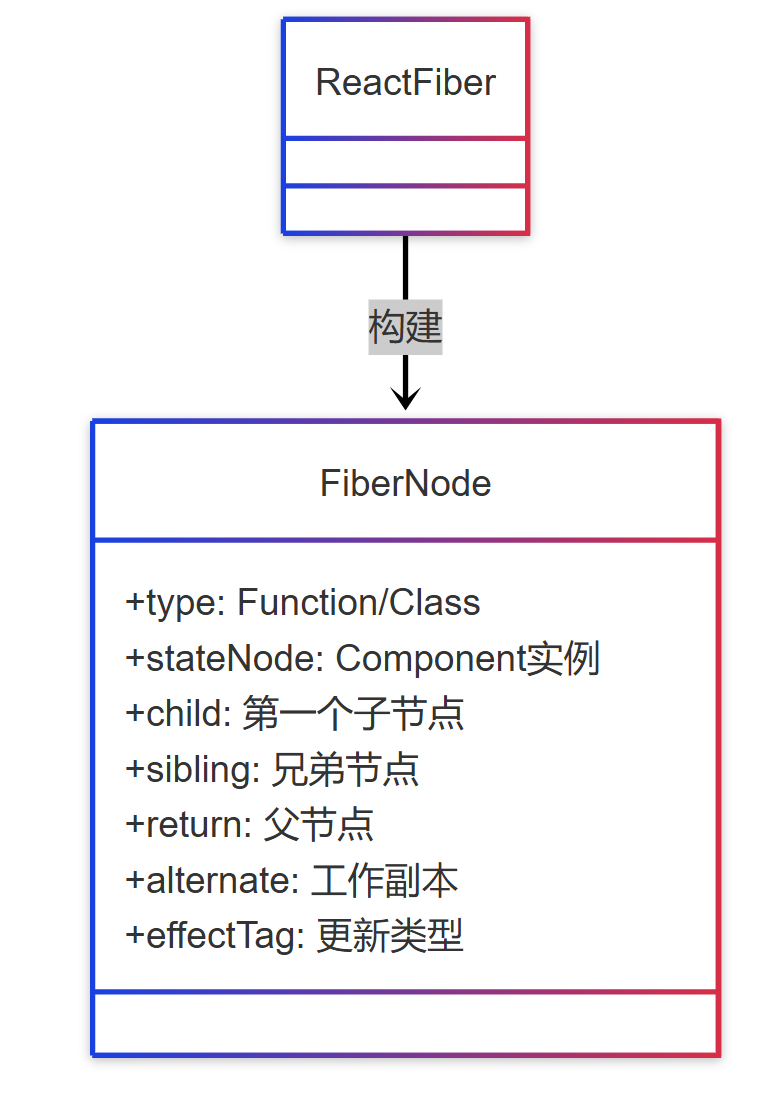 ReactFiber
构建
FiberNode
+type: Function/Class
+stateNode: Component实例
+child: 第一个子节点
+sibling: 兄弟节点
+return: 父节点
+alternate: 工作副本
+effectTag: 更新类型